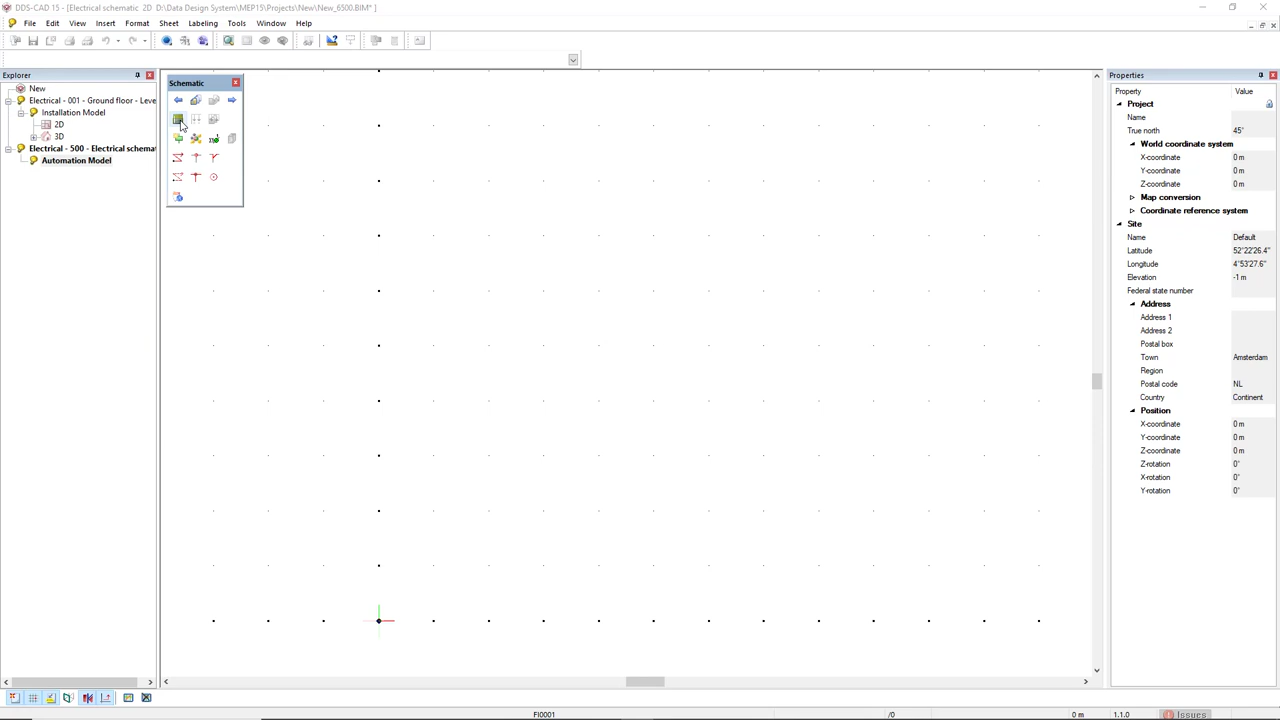 DDS-CAD 15 - [Electrical schematic  2D  D:\Data Design System\MEP15\Projects\New\New_6500.BIM* ]
File Edit View Insert Format Sheet Labeling Tools Window Help
Explorer
New
Electrical - 001 - Ground floor - Leve
Installation Model
2D
3D
Electrical - 500 - Electrical schemat
Automation Model
Schematic
Properties
Property Value
Project
Name
True north 45°
World coordinate system
X-coordinate 0 m
Y-coordinate 0 m
Z-coordinate 0 m
Map conversion
Coordinate reference system
Site
Name Default
Latitude 52°22'26.4"
Longitude 4°53'27.6"
Elevation -1 m
Federal state number
Address
Address 1
Address 2
Postal box
Town Amsterdam
Region
Postal code NL
Country Continent
Position
X-coordinate 0 m
Y-coordinate 0 m
Z-coordinate 0 m
Z-rotation 0°
X-rotation 0°
Y-rotation 0°
FI0001 /0 0 m 1.1.0 Issues